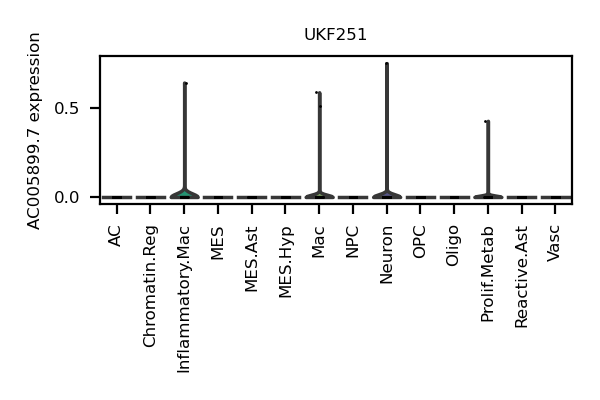 UKF251
AC005899.7 expression
0.5
0.0
AC
Chromatin.Reg
Inflammatory.Mac
MES
MES.Ast
MES.Hyp
Mac
NPC
Neuron
OPC
Oligo
Prolif.Metab
Reactive.Ast
Vasc